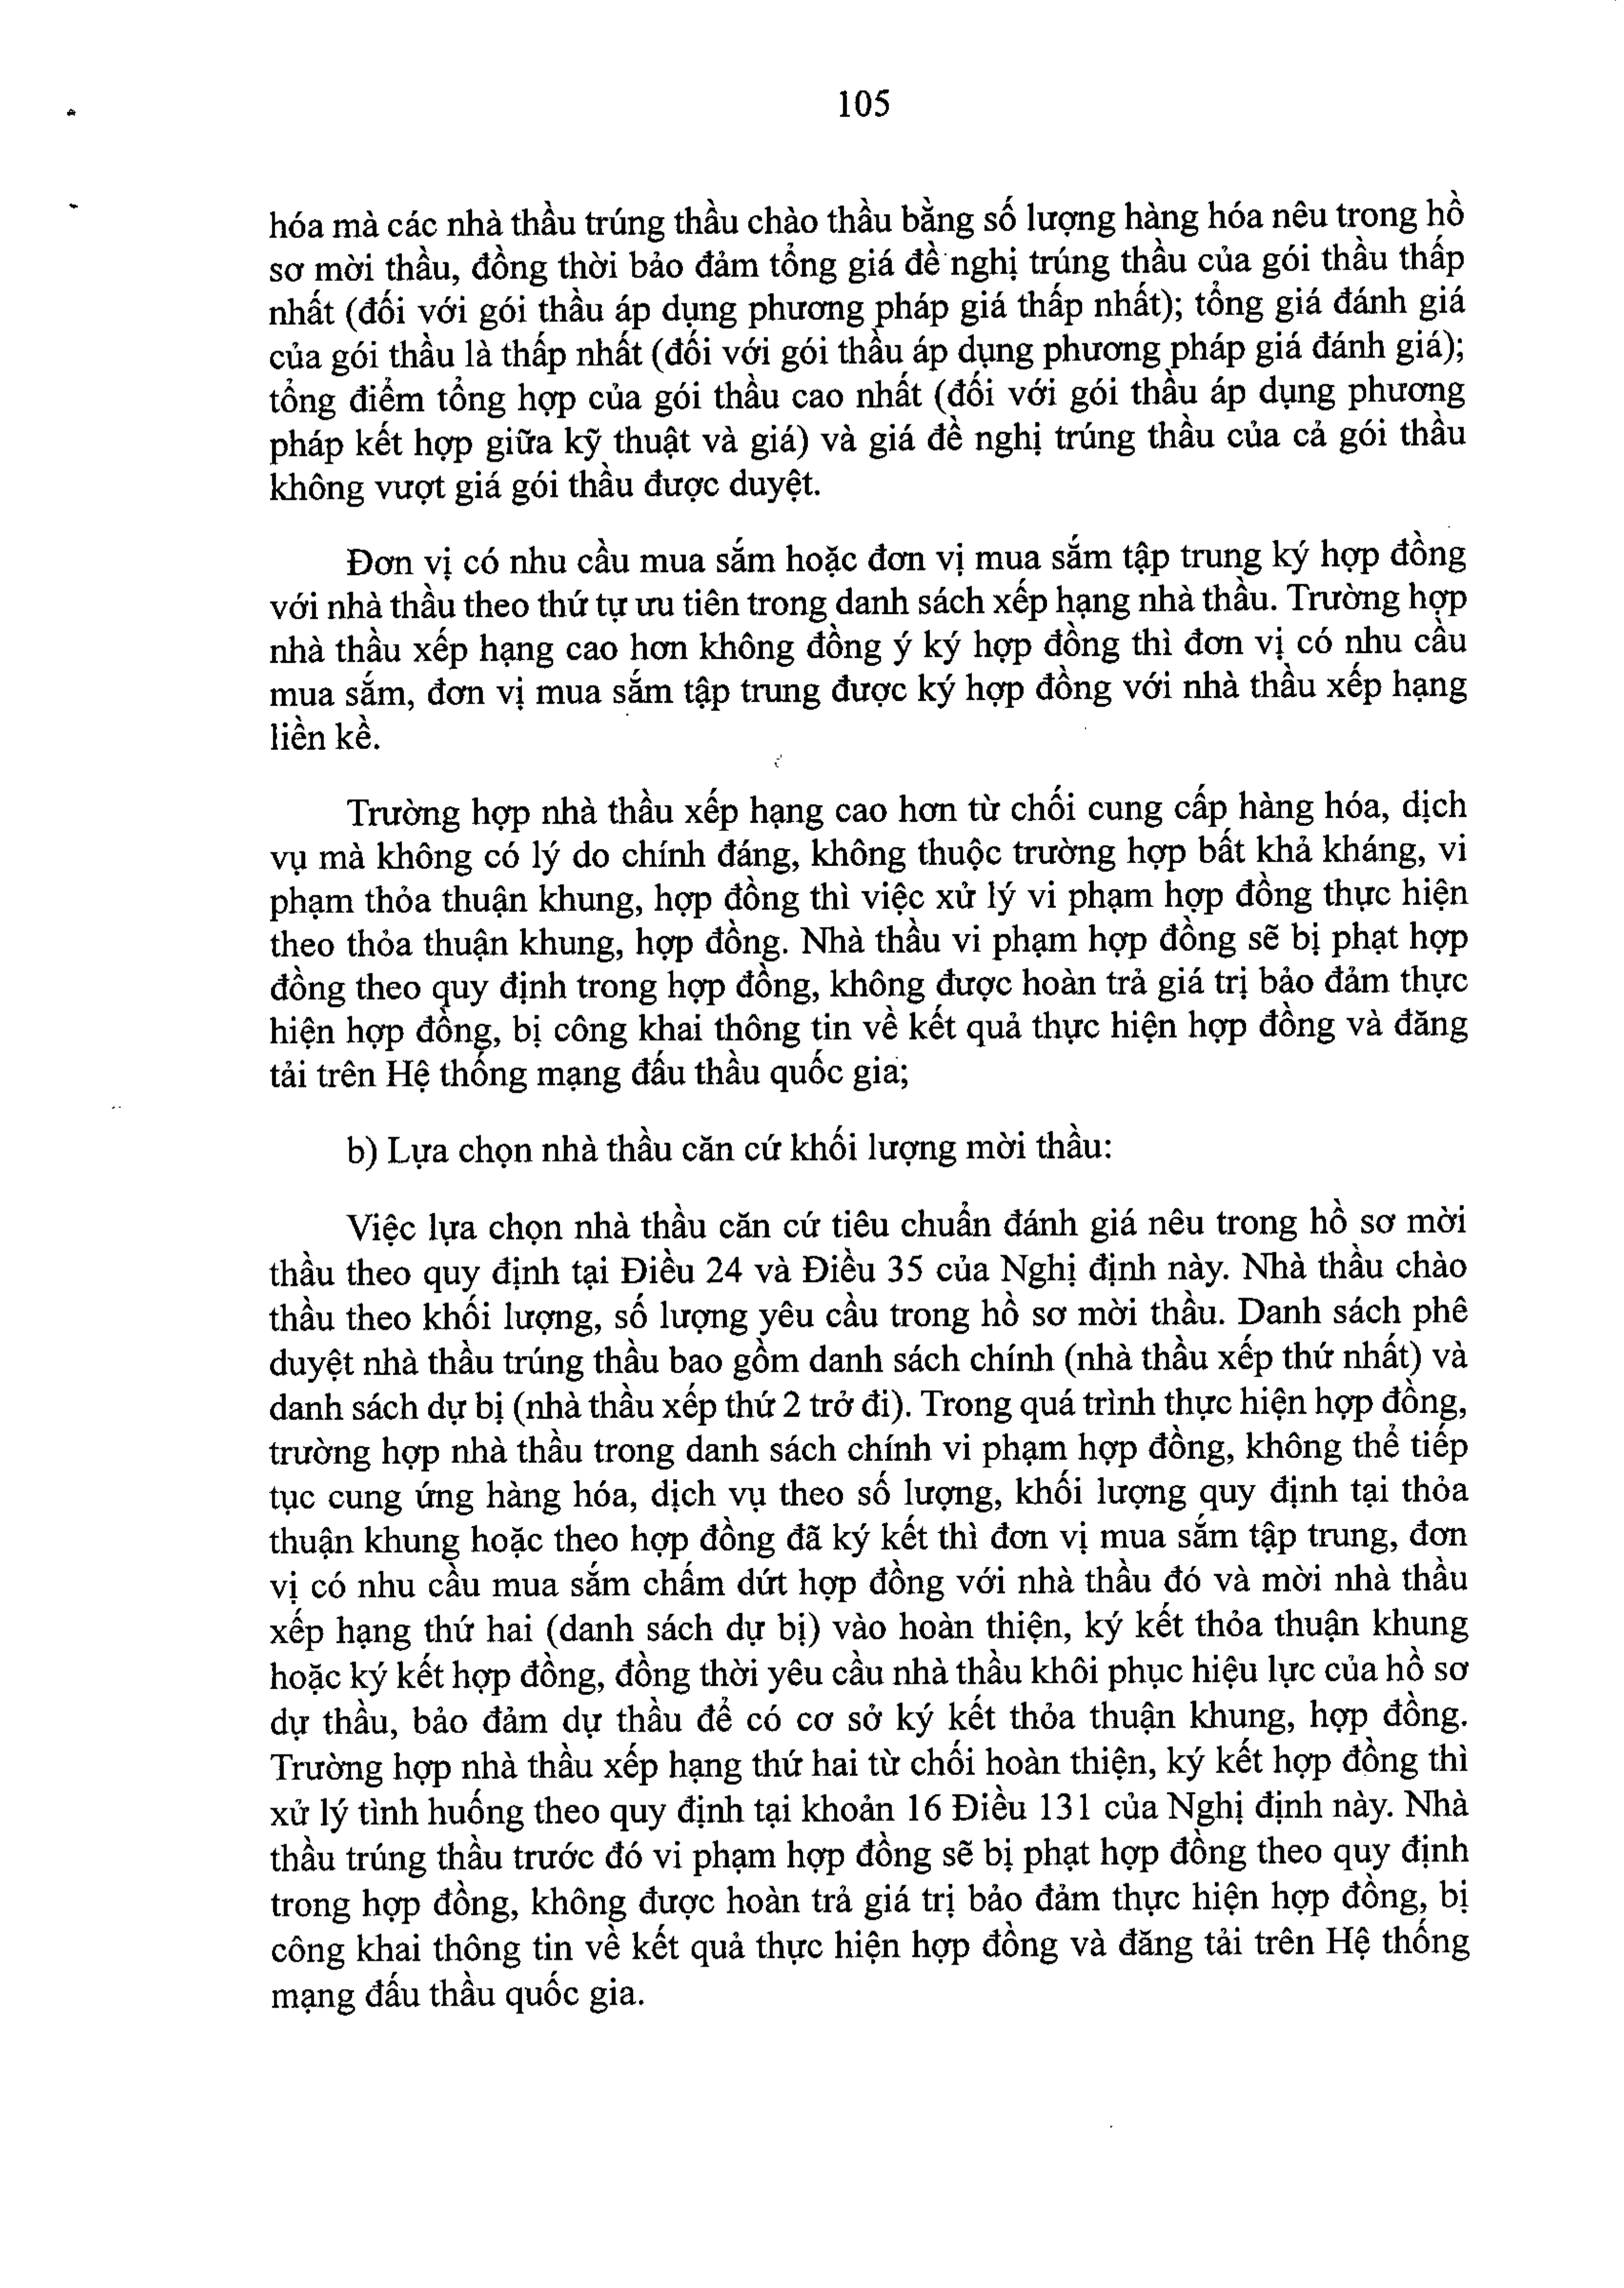 105
hóa mà các nhà thầu trúng thầu chào thầu bằng số lượng hàng hóa nêu trong hồ
sơ mời thầu, đồng thời bảo đảm tổng giá đề nghị trúng thầu của gói thầu thấp
nhất (đối với gói thầu áp dụng phương pháp giá thấp nhất); tổng giá đánh giá
của gói thầu là thấp nhất (đối với gói thầu áp dụng phương pháp giá đánh giá);
tổng điểm tổng hợp của gói thầu cao nhất (đối với gói thầu áp dụng phương
pháp kết hợp giữa kỹ thuật và giá) và giá đề nghị trúng thầu của cả gói thầu
không vượt giá gói thầu được duyệt.
Đơn vị có nhu cầu mua sắm hoặc đơn vị mua sắm tập trung ký hợp đồng
với nhà thầu theo thứ tự ưu tiên trong danh sách xếp hạng nhà thầu. Trường hợp
nhà thầu xếp hạng cao hơn không đồng ý ký hợp đồng thì đơn vị có nhu cầu
mua sắm, đơn vị mua sắm tập trung được ký hợp đồng với nhà thầu xếp hạng
liền kề.
Trường hợp nhà thầu xếp hạng cao hơn từ chối cung cấp hàng hóa, dịch
vụ mà không có lý do chính đáng, không thuộc trường hợp bất khả kháng, vi
phạm thỏa thuận khung, hợp đồng thì việc xử lý vi phạm hợp đồng thực hiện
theo thỏa thuận khung, hợp đồng. Nhà thầu vi phạm hợp đồng sẽ bị phạt hợp
đồng theo quy định trong hợp đồng, không được hoàn trả giá trị bảo đảm thực
hiện hợp đồng, bị công khai thông tin về kết quả thực hiện hợp đồng và đăng
tải trên Hệ thống mạng đấu thầu quốc gia;
b) Lựa chọn nhà thầu căn cứ khối lượng mời thầu:
Việc lựa chọn nhà thầu căn cứ tiêu chuẩn đánh giá nêu trong hồ sơ mời
thầu theo quy định tại Điều 24 và Điều 35 của Nghị định này. Nhà thầu chào
thầu theo khối lượng, số lượng yêu cầu trong hồ sơ mời thầu. Danh sách phê
duyệt nhà thầu trúng thầu bao gồm danh sách chính (nhà thầu xếp thứ nhất) và
danh sách dự bị (nhà thầu xếp thứ 2 trở đi). Trong quá trình thực hiện hợp đồng,
trường hợp nhà thầu trong danh sách chính vi phạm hợp đồng, không thể tiếp
tục cung ứng hàng hóa, dịch vụ theo số lượng, khối lượng quy định tại thỏa
thuận khung hoặc theo hợp đồng đã ký kết thì đơn vị mua sắm tập trung, đơn
vị có nhu cầu mua sắm chấm dứt hợp đồng với nhà thầu đó và mời nhà thầu
xếp hạng thứ hai (danh sách dự bị) vào hoàn thiện, ký kết thỏa thuận khung
hoặc ký kết hợp đồng, đồng thời yêu cầu nhà thầu khôi phục hiệu lực của hồ sơ
dự thầu, bảo đảm dự thầu để có cơ sở ký kết thỏa thuận khung, hợp đồng.
Trường hợp nhà thầu xếp hạng thứ hai từ chối hoàn thiện, ký kết hợp đồng thì
xử lý tình huống theo quy định tại khoản 16 Điều 131 của Nghị định này. Nhà
thầu trúng thầu trước đó vi phạm hợp đồng sẽ bị phạt hợp đồng theo quy định
trong hợp đồng, không được hoàn trả giá trị bảo đảm thực hiện hợp đồng, bị
công khai thông tin về kết quả thực hiện hợp đồng và đăng tải trên Hệ thống
mạng đấu thầu quốc gia.